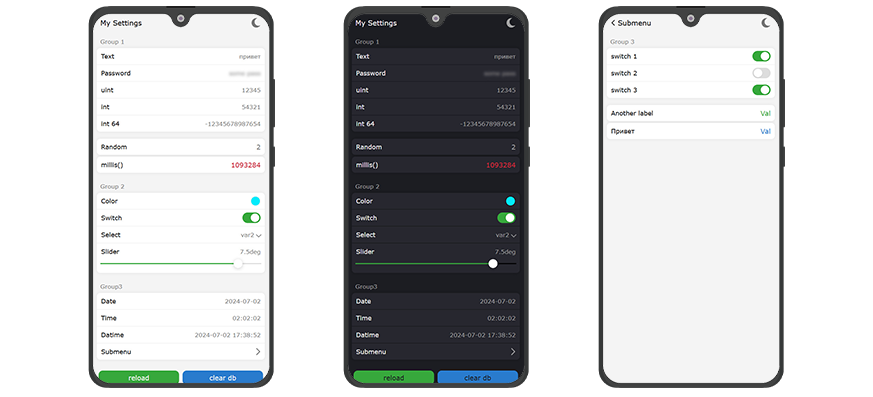 My Settings
Group 1
Text привет
Password
uint 12345
int 54321
int 64 -12345678987654
Random 2
millis() 1093284
Group 2
Color
Switch
Select var2
Slider 7.5deg
Group3
Date 2024-07-02
Time 02:02:02
Datime 2024-07-02 17:38:52
Submenu
reload clear db
My Settings
Group 1
Text привет
Password
uint 12345
int 54321
int 64 -12345678987654
Random 2
millis() 1093284
Group 2
Color
Switch
Select var2
Slider 7.5deg
Group3
Date 2024-07-02
Time 02:02:02
Datime 2024-07-02 17:38:52
Submenu
reload clear db
Submenu
Group 3
switch 1
switch 2
switch 3
Another label Val
Привет Val